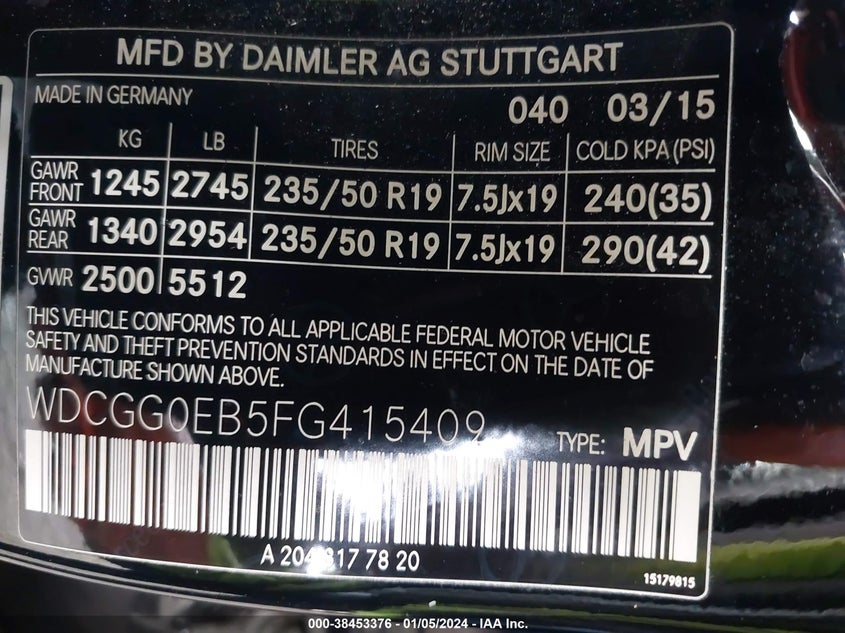 MFD BY DAIMLER AG STUTTGART
MADE IN GERMANY 040 03/15
KG LB TIRES RIM SIZE COLD KPA (PSI)
GAWR FRONT 1245 2745 235/50 R19 7.5Jx19 240(35)
GAWR REAR 1340 2954 235/50 R19 7.5Jx19 290(42)
GVWR 2500 5512
THIS VEHICLE CONFORMS TO ALL APPLICABLE FEDERAL MOTOR VEHICLE
SAFETY AND THEFT PREVENTION STANDARDS IN EFFECT ON THE DATE OF
MANUFACTURE SHOWN ABOVE.
WDCGG0EB5FG415409
TYPE: MPV
A 204 817 78 20
15179815
000-38453376 - 01/05/2024 - IAA Inc.